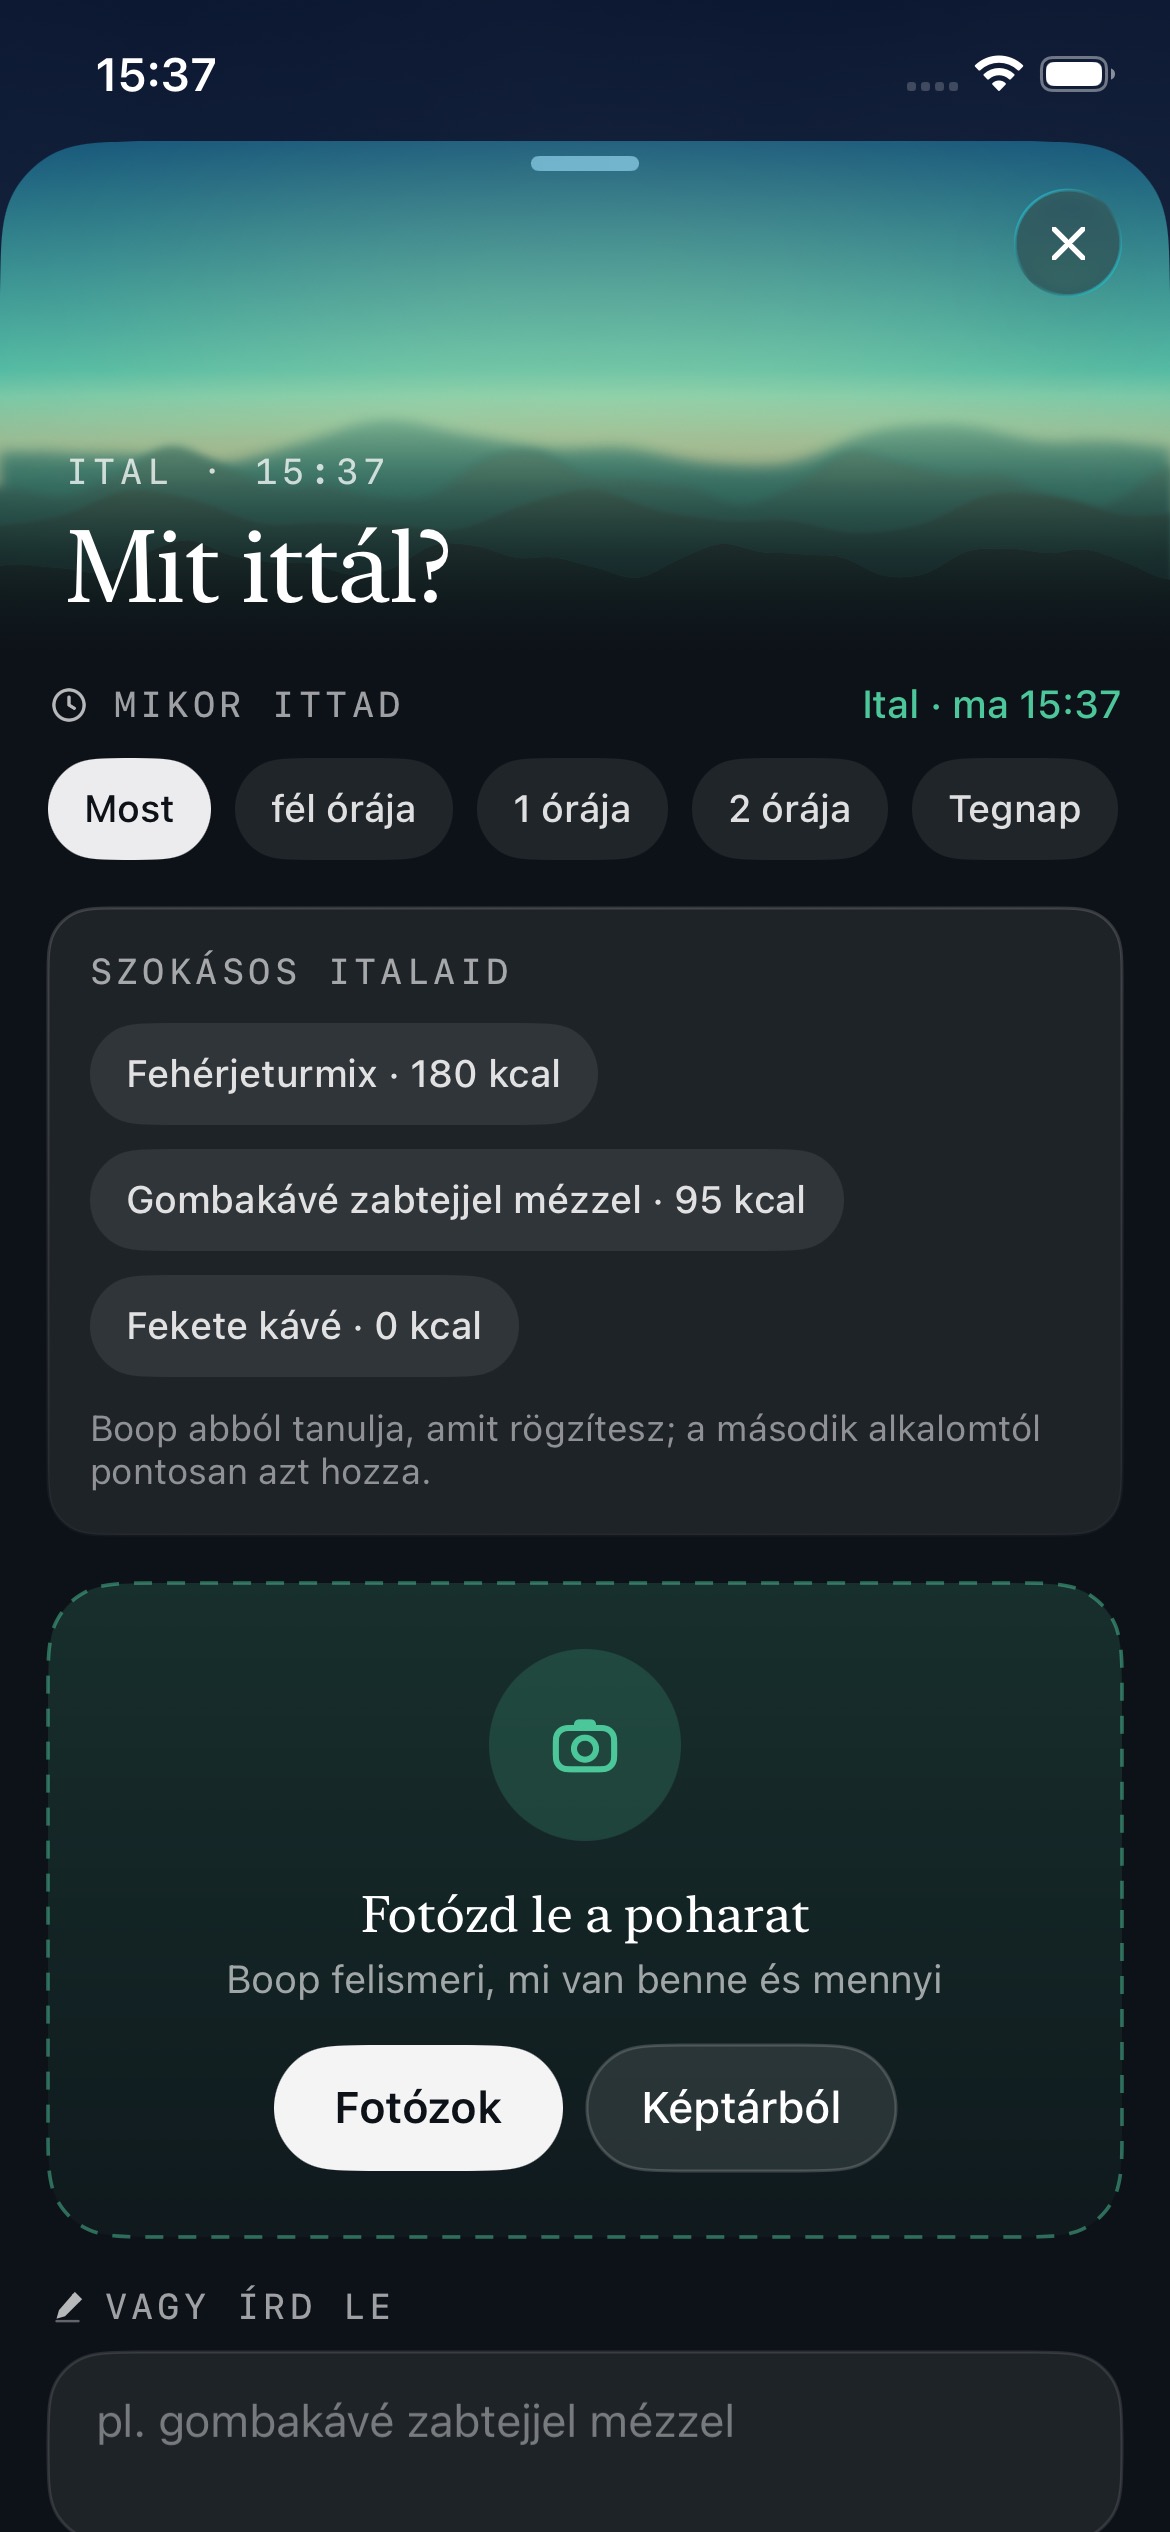 15:37
ITAL · 15:37
Mit ittál?
MIKOR ITTAD
Ital · ma 15:37
Most
fél órája
1 órája
2 órája
Tegnap
SZOKÁSOS ITALAID
Fehérjeturmix · 180 kcal
Gombakávé zabtejjel mézzel · 95 kcal
Fekete kávé · 0 kcal
Boop abból tanulja, amit rögzítesz; a második alkalomtól
pontosan azt hozza.
Fotózd le a poharat
Boop felismeri, mi van benne és mennyi
Fotózok
Képtárból
VAGY ÍRD LE
pl. gombakávé zabtejjel mézzel